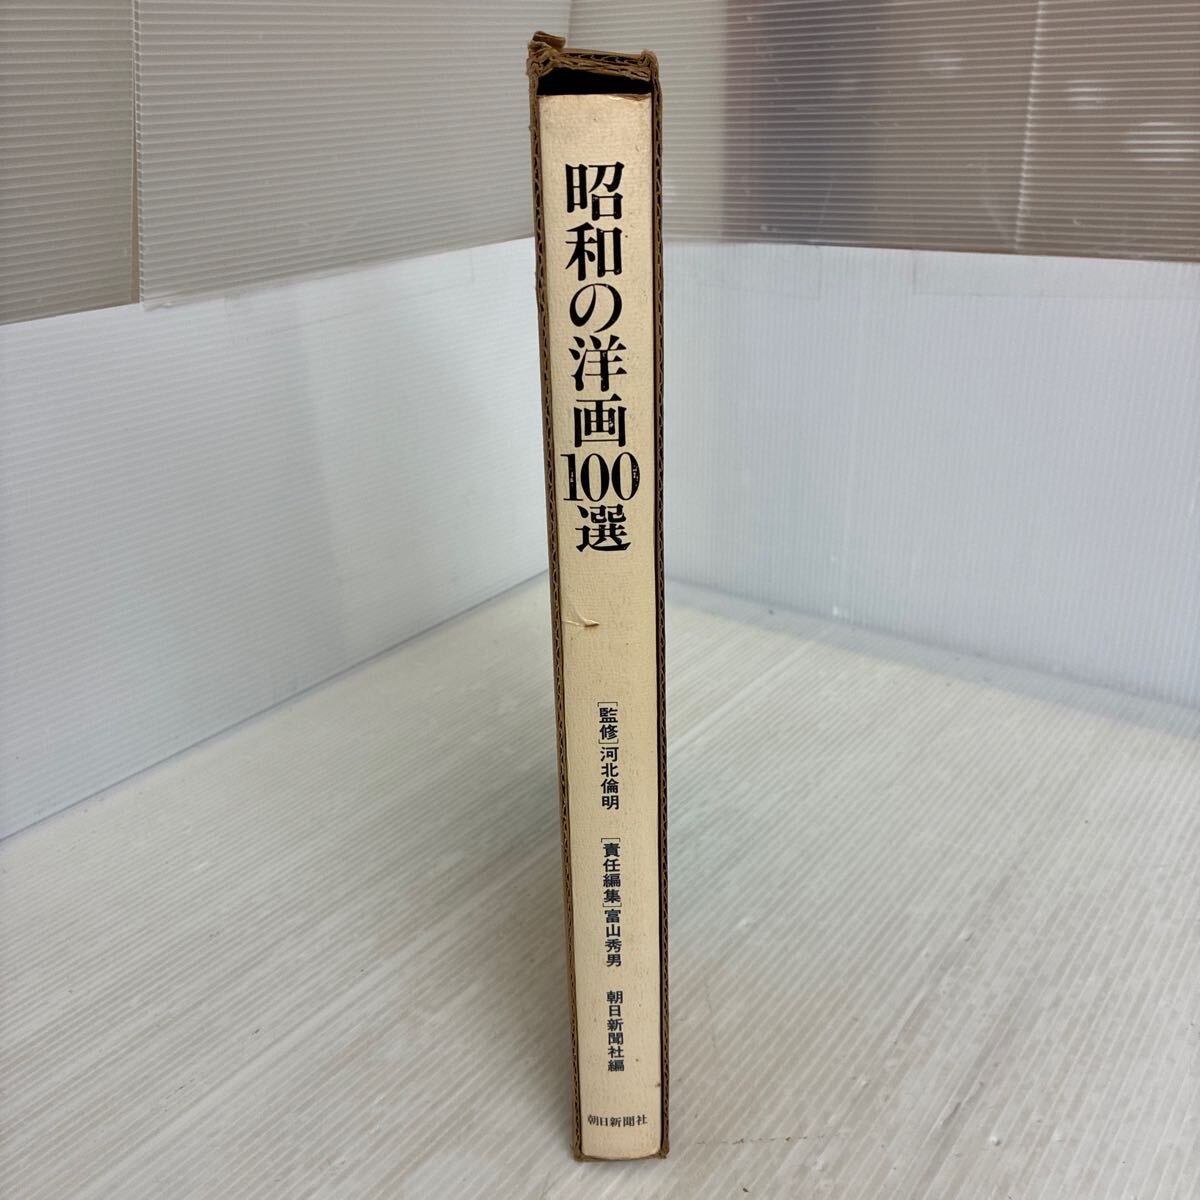 昭和の洋画100選
[監修]河北倫明
[責任編集]富山秀男
朝日新聞社編
朝日新聞社